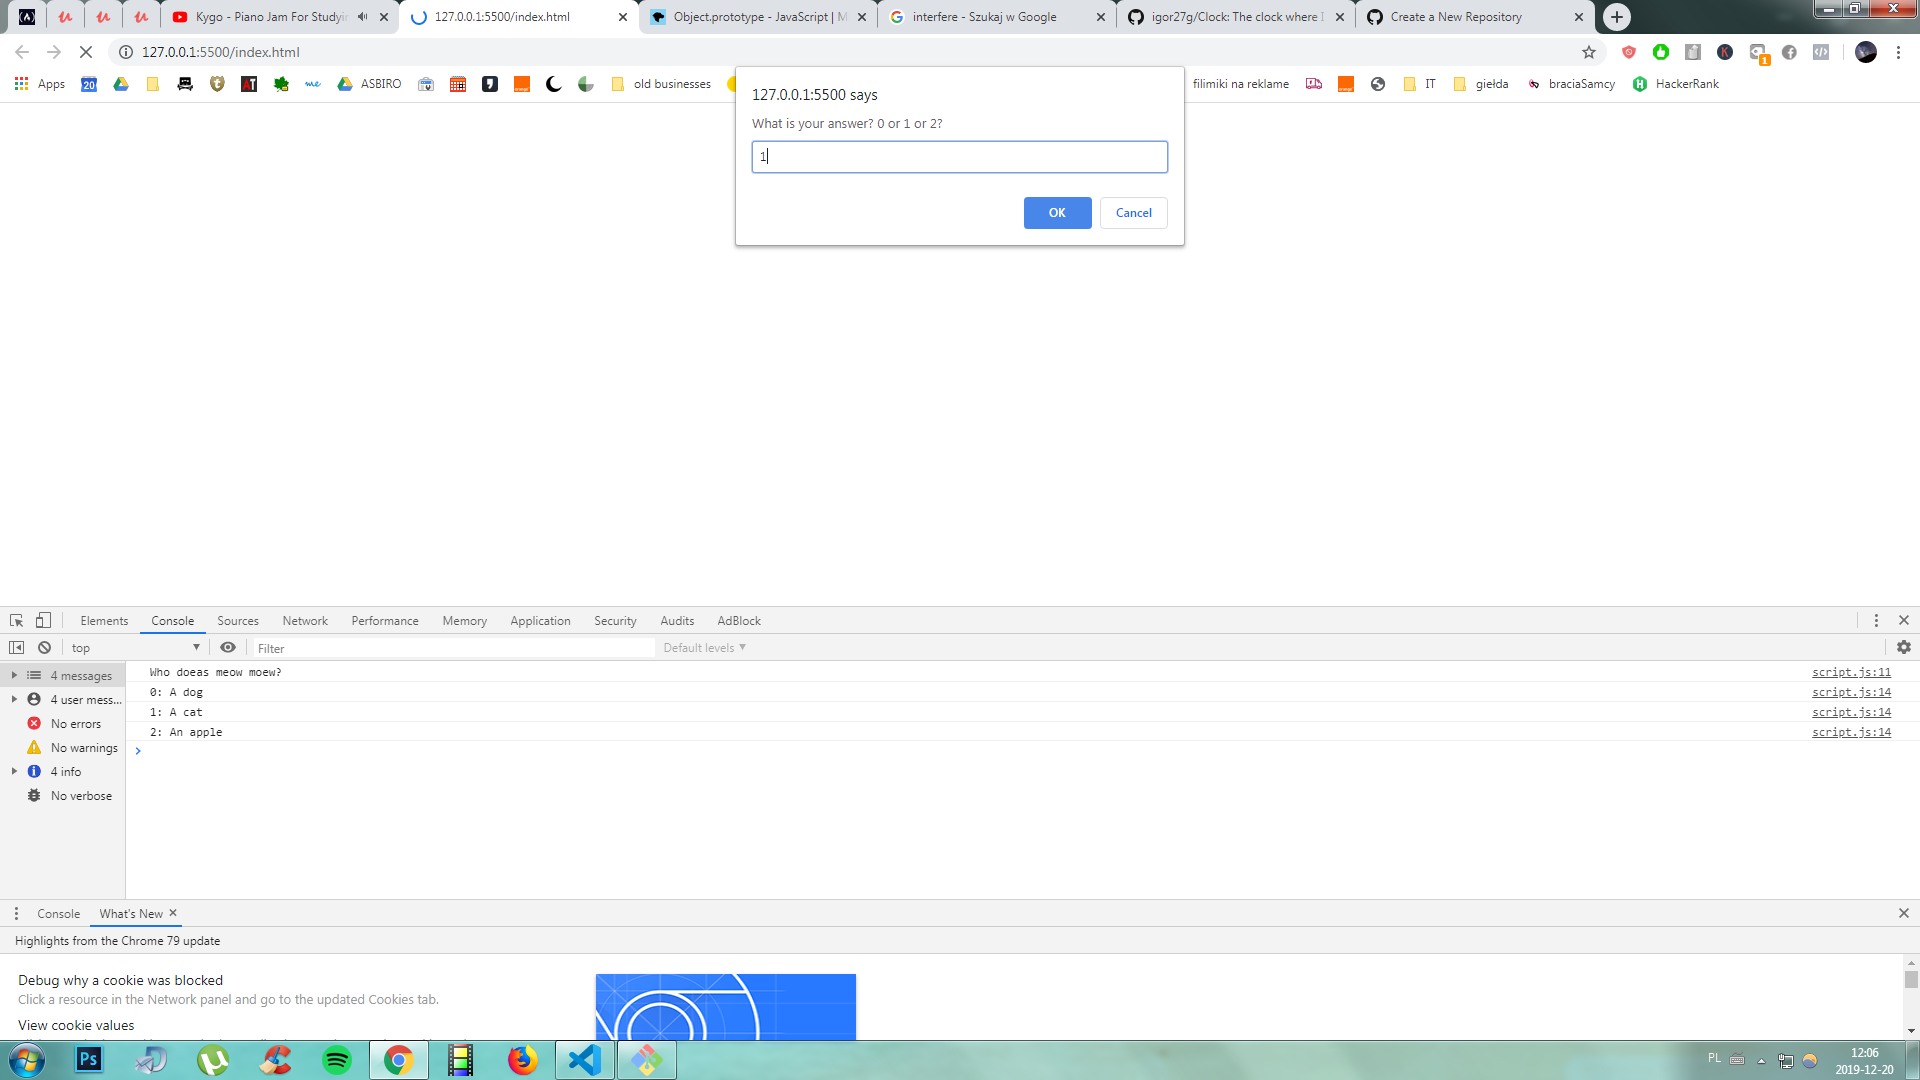 Kygo - Piano Jam For Studyin
127.0.0.1:5500/index.html
Object.prototype - JavaScript | M
interfere - Szukaj w Google
igor27g/Clock: The clock where I
Create a New Repository
127.0.0.1:5500/index.html
Apps
20
AT
me
ASBIRO
old businesses
filimiki na reklame
IT
giełda
braciaSamcy
HackerRank
K
1
127.0.0.1:5500 says
What is your answer? 0 or 1 or 2?
1
OK
Cancel
Elements
Console
Sources
Network
Performance
Memory
Application
Security
Audits
AdBlock
top
Filter
Default levels
4 messages
4 user mess...
No errors
No warnings
4 info
No verbose
Who doeas meow moew?
script.js:11
0: A dog
script.js:14
1: A cat
script.js:14
2: An apple
script.js:14
Console
What's New
Highlights from the Chrome 79 update
Debug why a cookie was blocked
Click a resource in the Network panel and go to the updated Cookies tab.
View cookie values
Ps
PL
12:06
2019-12-20